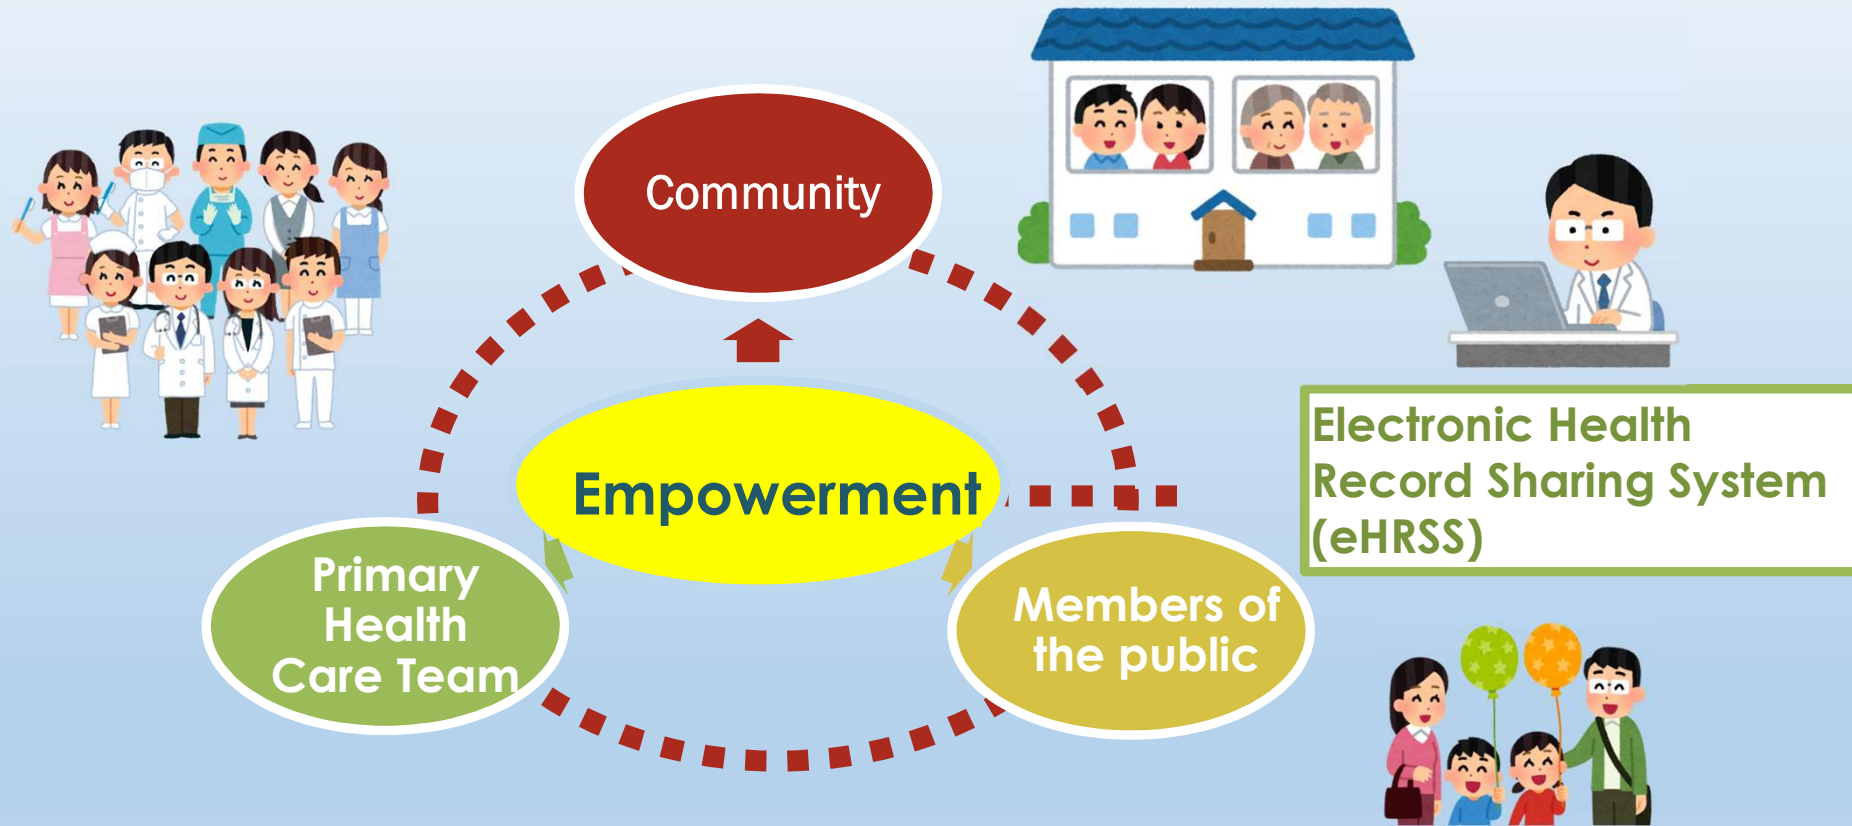 Community
Empowerment
Primary
Health
Care Team
Members of
the public
Electronic Health
Record Sharing System
(eHRSS)